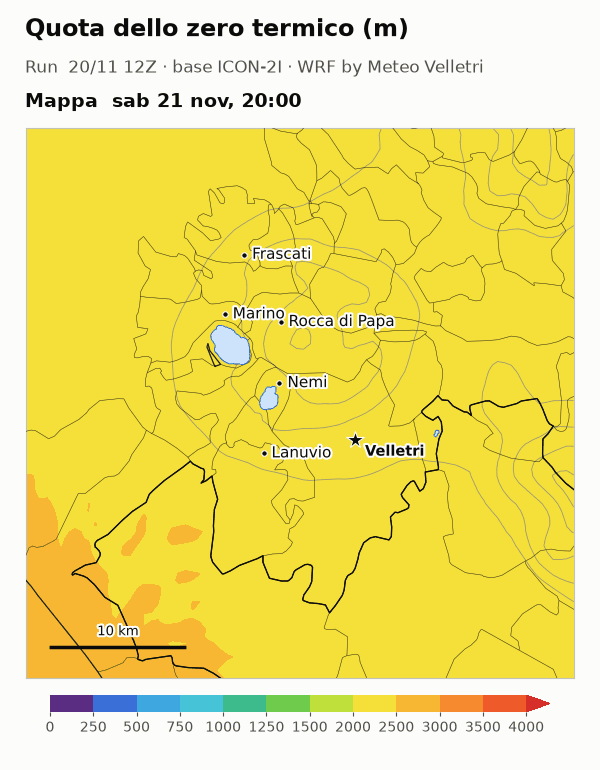 Quota dello zero termico (m)
Run  20/11 12Z · base ICON-2I · WRF by Meteo Velletri
Mappa  sab 21 nov, 20:00
Frascati
Marino
Rocca di Papa
Nemi
Velletri
Lanuvio
10 km
0 250 500 750 1000 1250 1500 2000 2500 3000 3500 4000